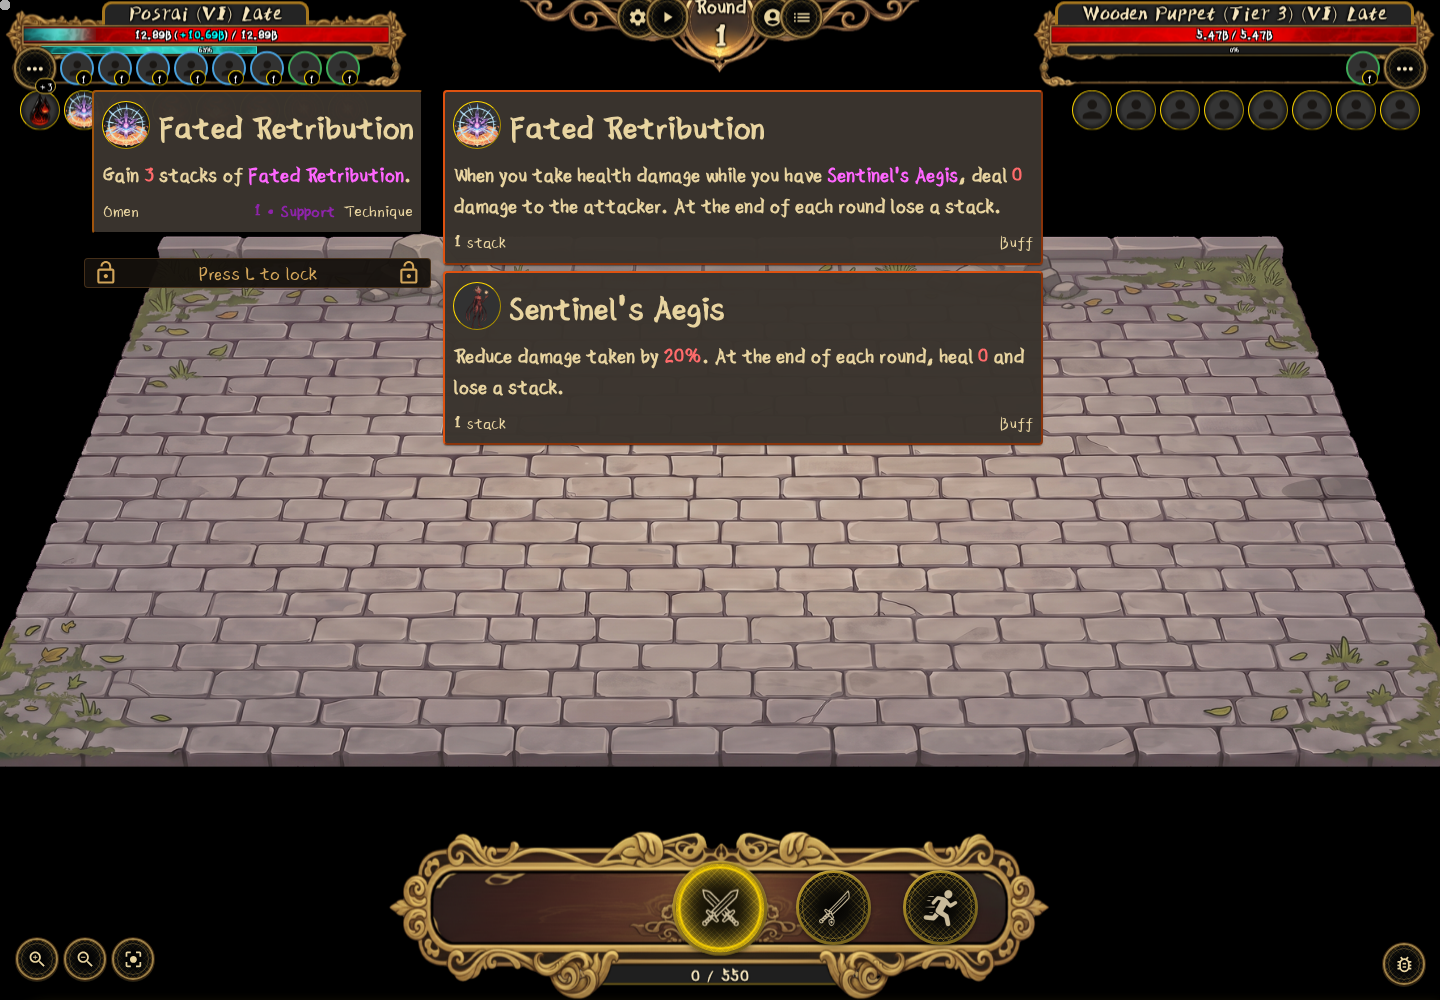 Posrai (VI) Late
12.89B (+10.69B) / 12.89B
63%
+3
Round
1
Wooden Puppet (Tier 3) (VI) Late
5.47B / 5.47B
0%
Fated Retribution
Gain 3 stacks of Fated Retribution.
Omen
1 • Support Technique
Press L to lock
Fated Retribution
When you take health damage while you have Sentinel's Aegis, deal 0
damage to the attacker. At the end of each round lose a stack.
1 stack
Buff
Sentinel's Aegis
Reduce damage taken by 20%. At the end of each round, heal 0 and
lose a stack.
1 stack
Buff
0 / 550